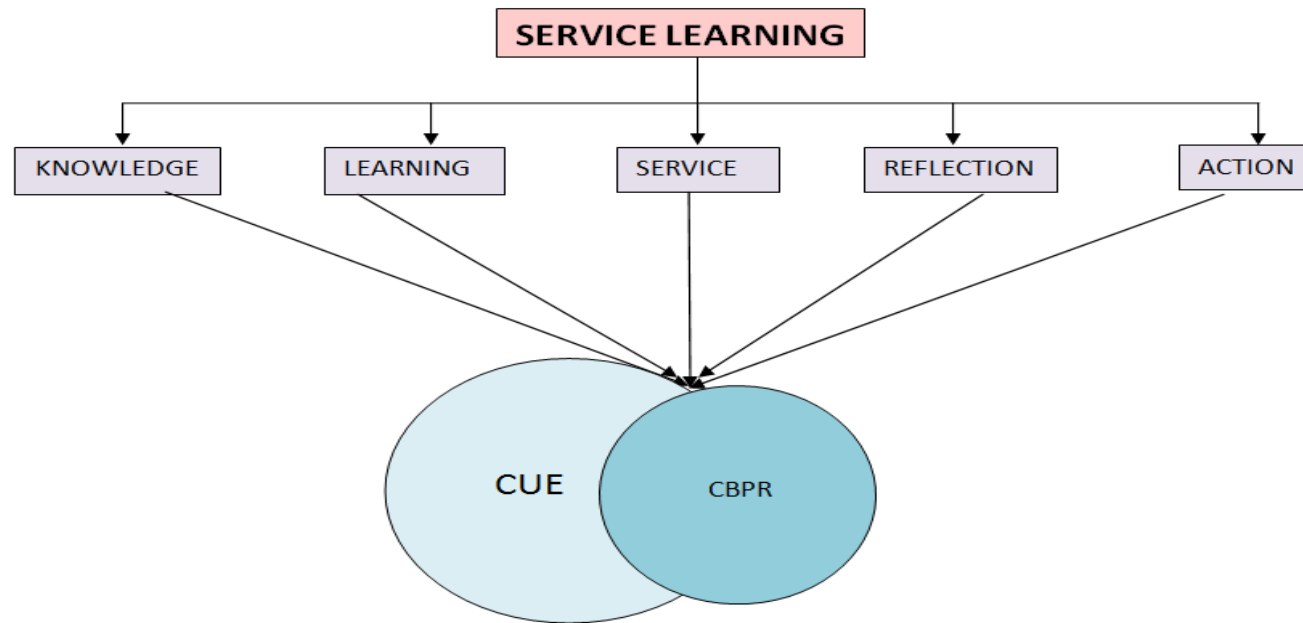 SERVICE LEARNING
KNOWLEDGE
LEARNING
SERVICE
REFLECTION
ACTION
CUE
CBPR